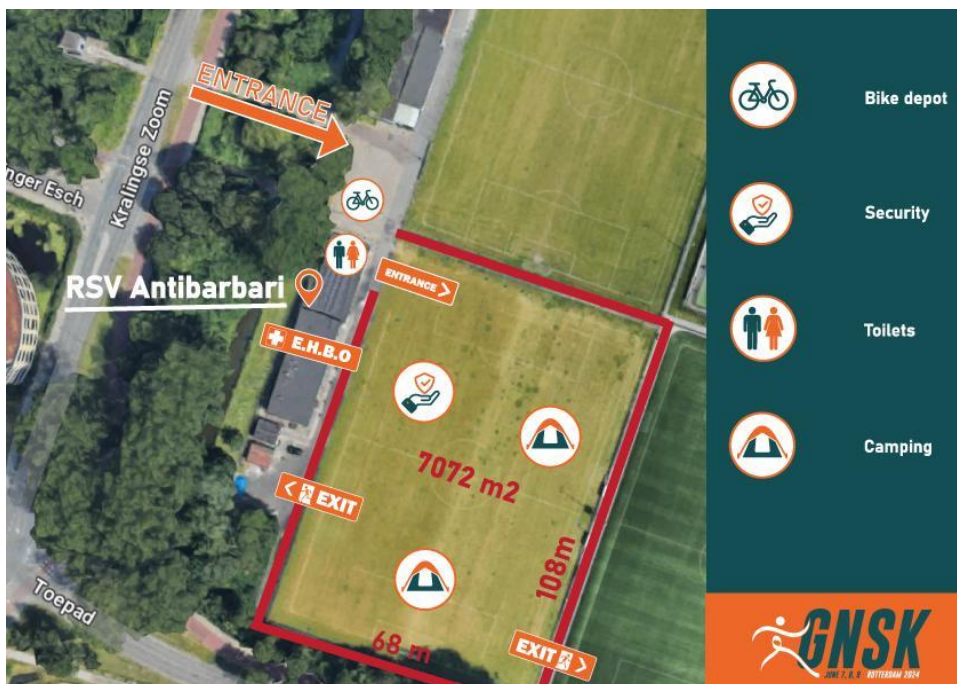 ENTRANCE
Kralingse Zoom
nger Esch
RSV Antibarbari
ENTRANCE >
E.H.B.O
7072 m2
< EXIT
108m
68 m
EXIT >
Toepad
Bike depot
Security
Toilets
Camping
GNSK
JUNE 7, 8, 9 ROTTERDAM 2024